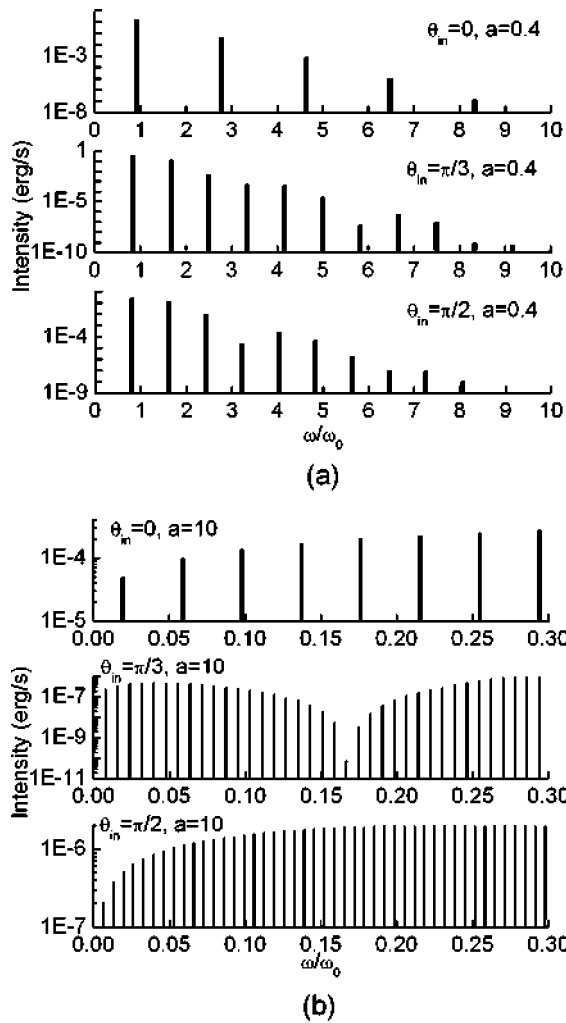 θin=0, a=0.4
1E-3
1E-8
0 1 2 3 4 5 6 7 8 9 10
Intensity (erg/s)
1
θin=π/3, a=0.4
1E-5
1E-10
0 1 2 3 4 5 6 7 8 9 10
θin=π/2, a=0.4
1E-4
1E-9
0 1 2 3 4 5 6 7 8 9 10
ω/ω0
(a)
θin=0, a=10
1E-4
1E-5
0.00 0.05 0.10 0.15 0.20 0.25 0.30
Intensity (erg/s)
θin=π/3, a=10
1E-7
1E-9
1E-11
0.00 0.05 0.10 0.15 0.20 0.25 0.30
θin=π/2, a=10
1E-6
1E-7
0.00 0.05 0.10 0.15 0.20 0.25 0.30
ω/ω0
(b)